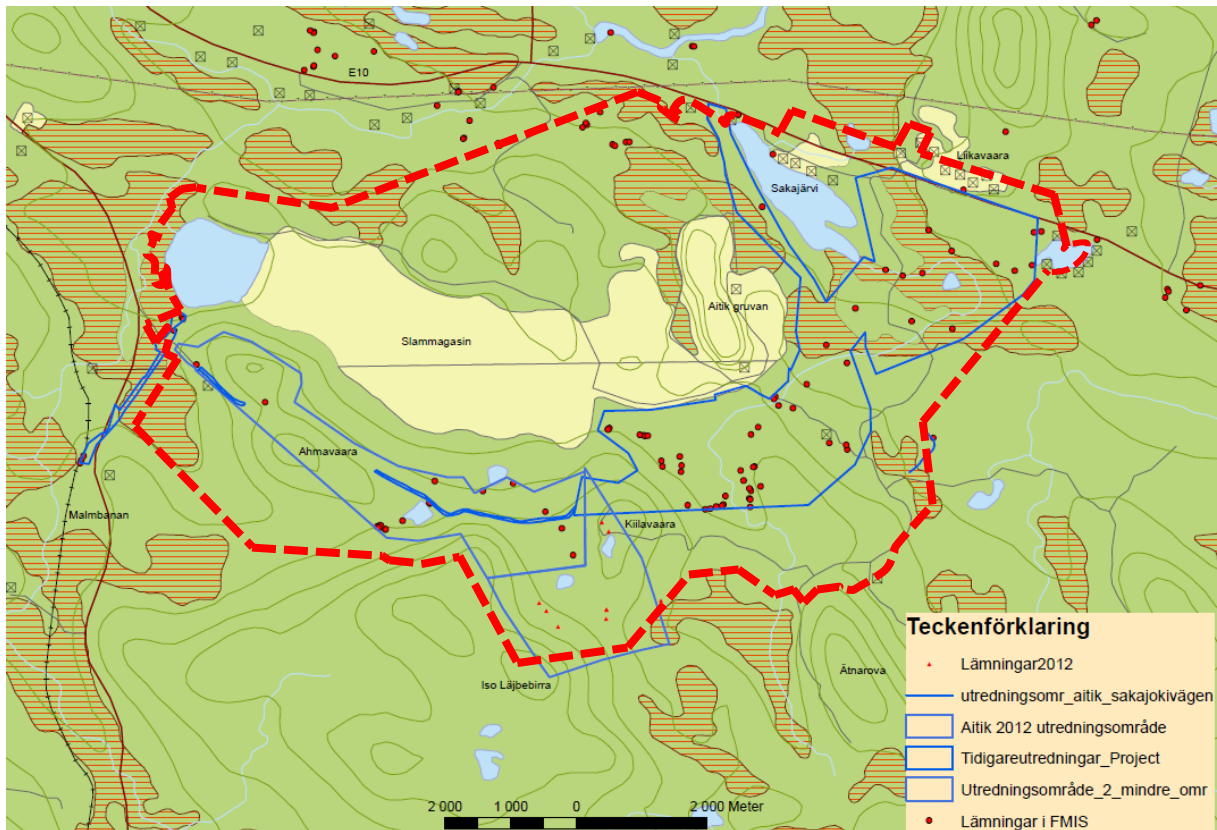 E10
Liikavaara
Sakajärvi
Aitik gruvan
Slammagasin
Ahmavaara
Malmbanan
Kiilavaara
Iso Läjbebirra
Ätnarova
Teckenförklaring
Lämningar2012
utredningsomr_aitik_sakajokivägen
Aitik 2012 utredningsområde
Tidigareutredningar_Project
Utredningsområde_2_mindre_omr
Lämningar i FMIS
2 000 1 000 0 2 000 Meter